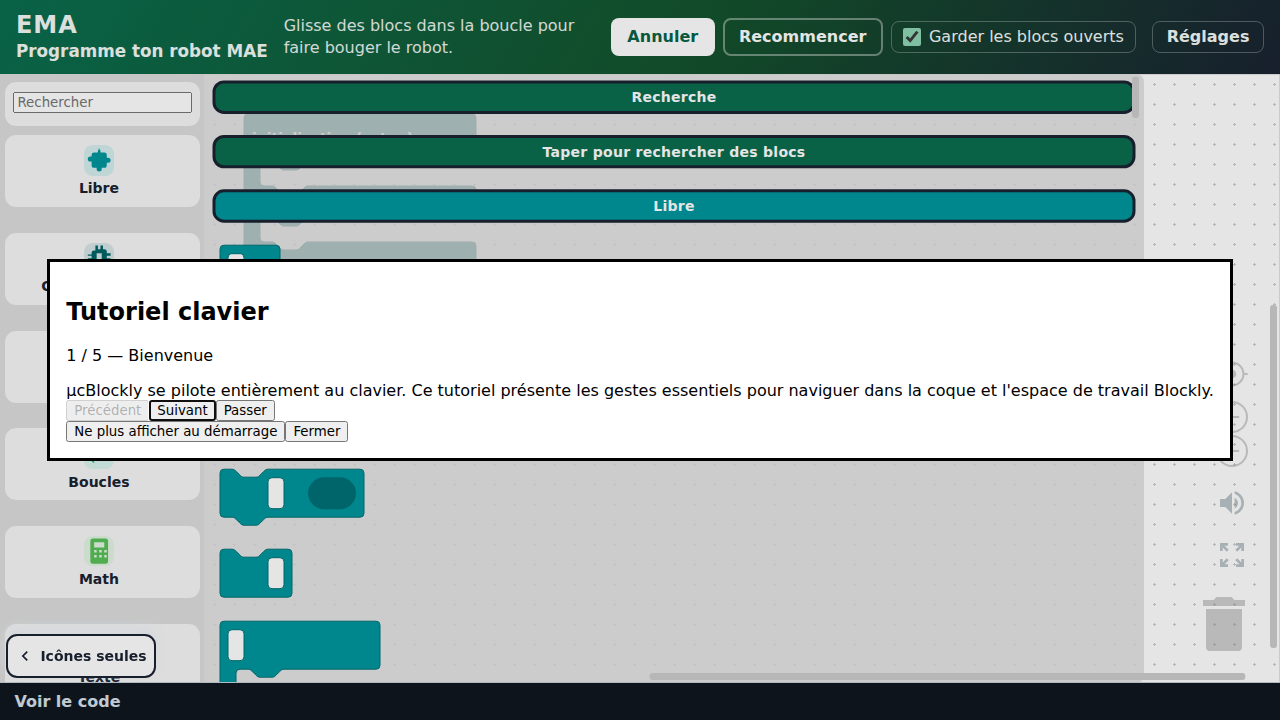 EMA
Programme ton robot MAE
Glisse des blocs dans la boucle pour
faire bouger le robot.
Annuler
Recommencer
Garder les blocs ouverts
Réglages
Rechercher
Libre
Recherche
Taper pour rechercher des blocs
Libre
Tutoriel clavier
1 / 5 — Bienvenue
µcBlockly se pilote entièrement au clavier. Ce tutoriel présente les gestes essentiels pour naviguer dans la coque et l'espace de travail Blockly.
Précédent
Suivant
Passer
Ne plus afficher au démarrage
Fermer
Boucles
Math
Icônes seules
Texte
Voir le code